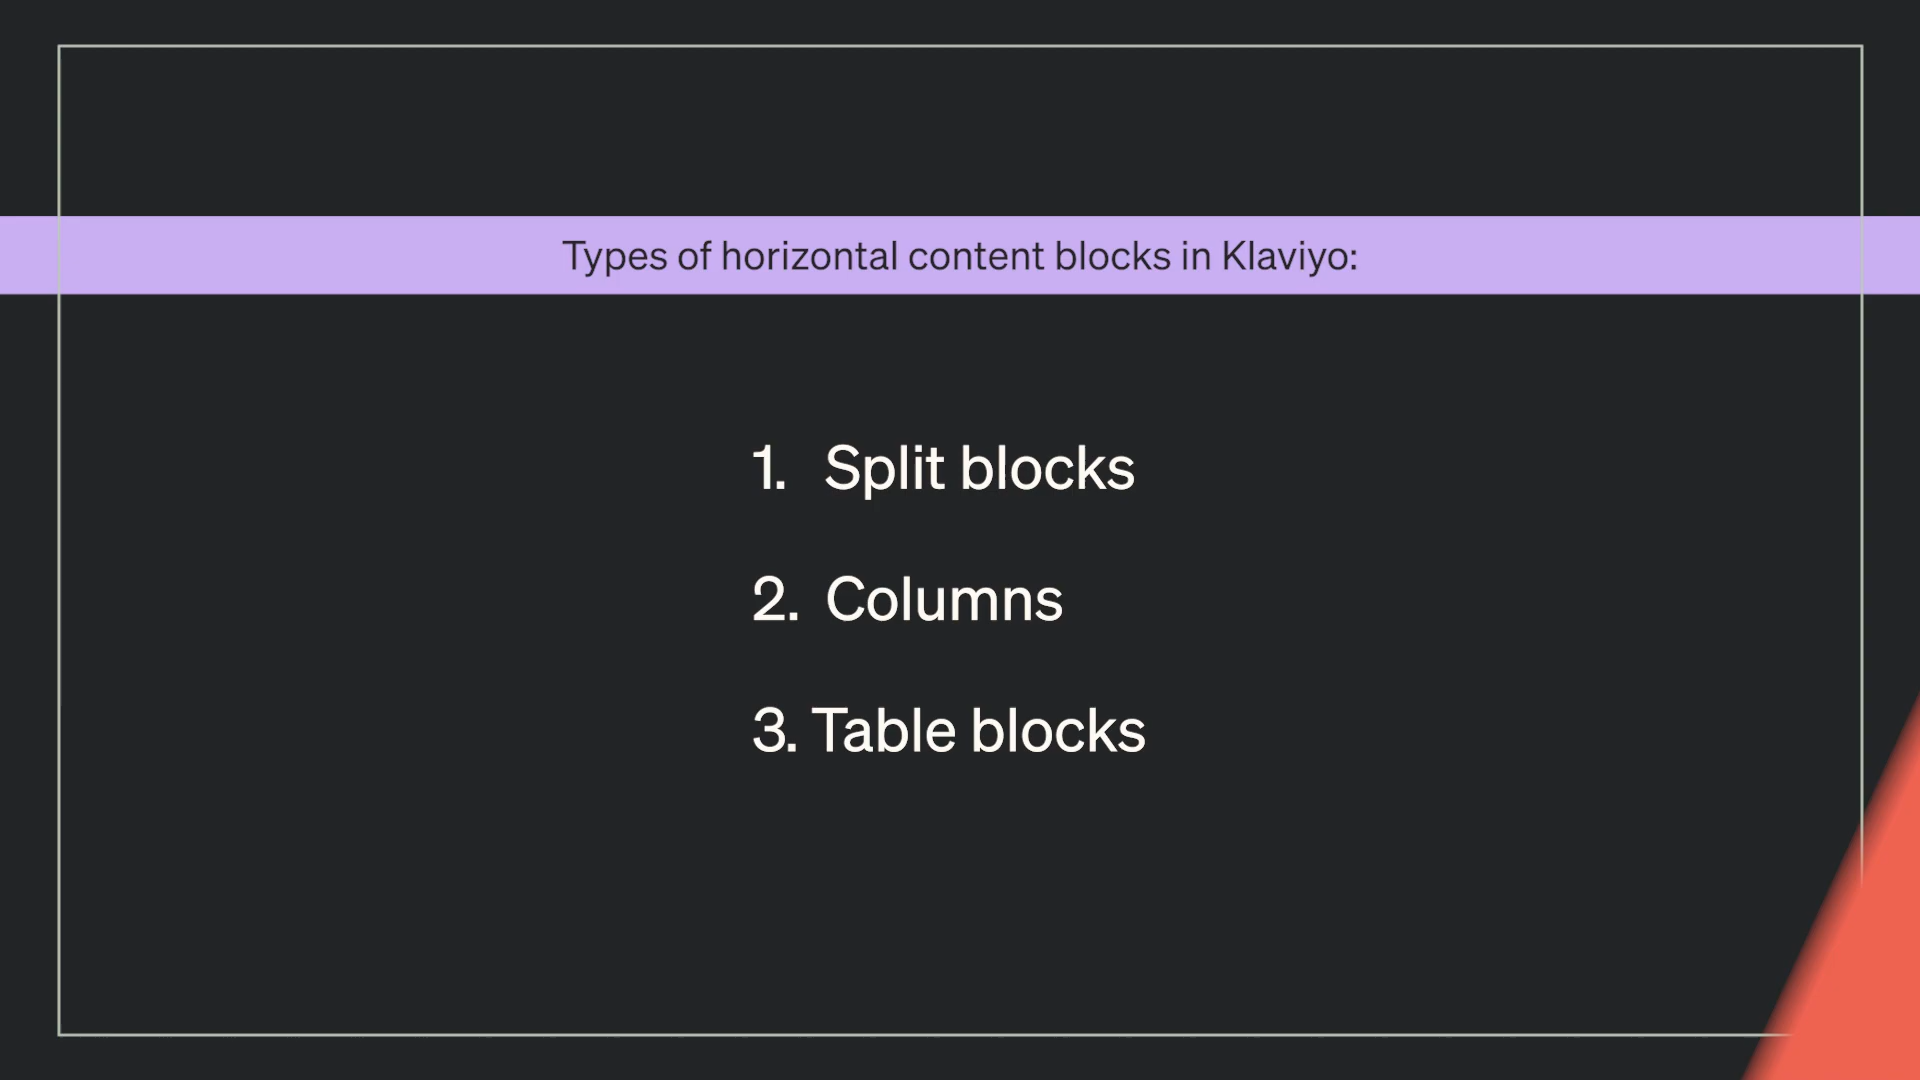 Types of horizontal content blocks in Klaviyo:
1. Split blocks
2. Columns
3. Table blocks